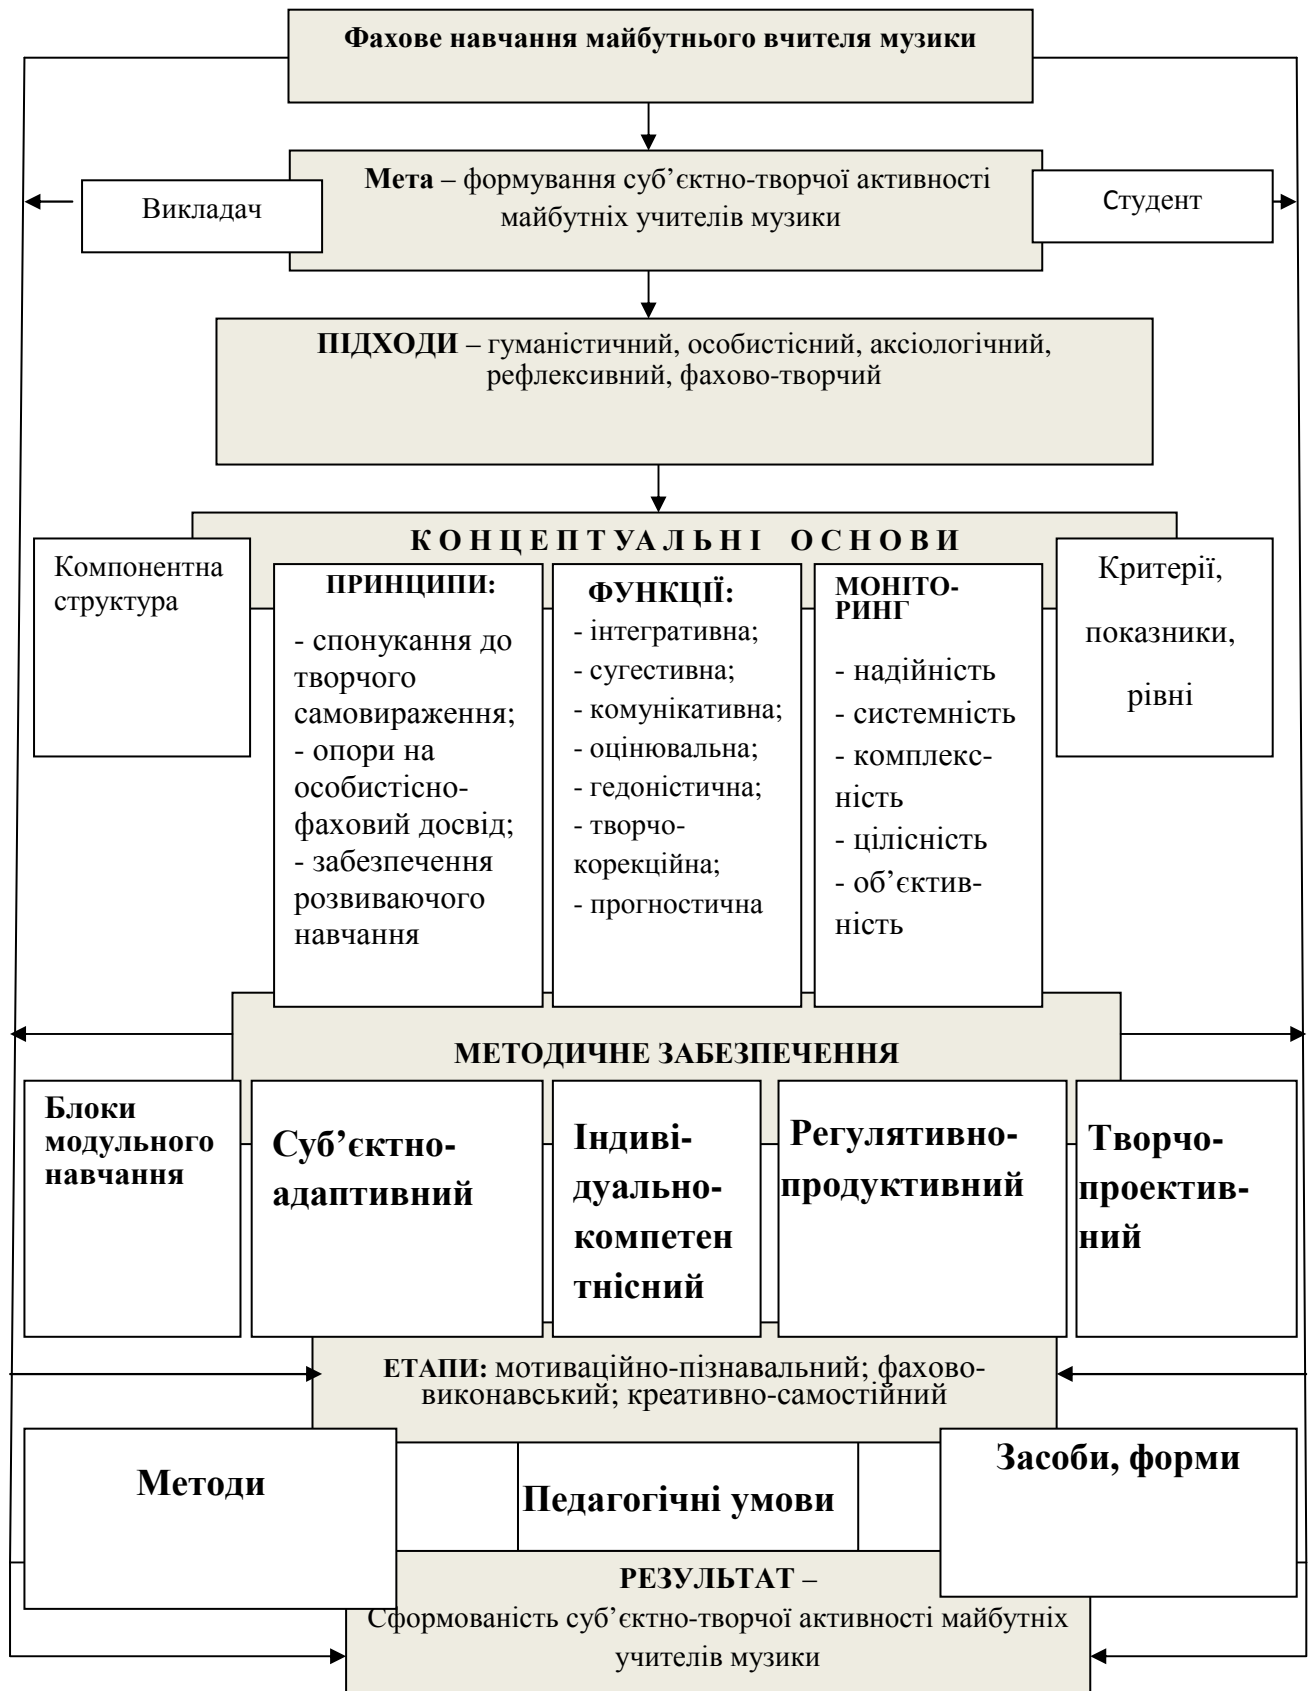 Фахове навчання майбутнього вчителя музики
Мета – формування суб’єктно-творчої активності
майбутніх учителів музики
Викладач
Студент
ПІДХОДИ – гуманістичний, особистісний, аксіологічний,
рефлексивний, фахово-творчий
КОНЦЕПТУАЛЬНІ ОСНОВИ
Компонентна
структура
ПРИНЦИПИ:
- спонукання до
творчого
самовираження;
- опори на
особистісно-
фаховий досвід;
- забезпечення
розвиваючого
навчання
ФУНКЦІЇ:
- інтегративна;
- сугестивна;
- комунікативна;
- оцінювальна;
- гедоністична;
- творчо-
корекційна;
- прогностична
МОНІТО-
РИНГ
- надійність
- системність
- комплекс-
ність
- цілісність
- об’єктив-
ність
Критерії,
показники,
рівні
МЕТОДИЧНЕ ЗАБЕЗПЕЧЕННЯ
Блоки
модульного
навчання
Суб’єктно-
адаптивний
Індиві-
дуально-
компетен
тнісний
Регулятивно-
продуктивний
Творчо-
проектив-
ний
ЕТАПИ: мотиваційно-пізнавальний; фахово-
виконавський; креативно-самостійний
Методи
Педагогічні умови
Засоби, форми
РЕЗУЛЬТАТ –
Сформованість суб’єктно-творчої активності майбутніх
учителів музики